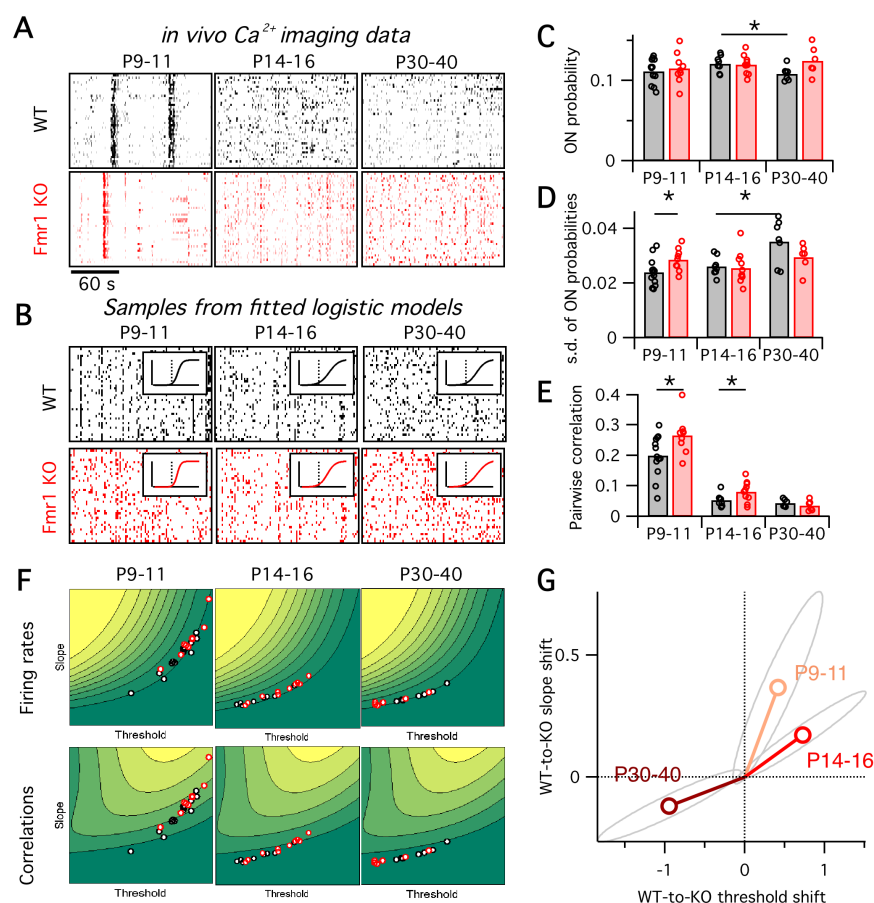 A
in vivo Ca2+ imaging data
P9-11
P14-16
P30-40
WT
Fmr1 KO
60 s
B
Samples from fitted logistic models
P9-11
P14-16
P30-40
WT
Fmr1 KO
C
*
ON probability
0.1
0
P9-11
P14-16
P30-40
D
*
*
s.d. of ON probabilities
0.04
0.02
0
P9-11
P14-16
P30-40
E
*
*
Pairwise correlation
0.4
0.3
0.2
0.1
0
P9-11
P14-16
P30-40
F
P9-11
P14-16
P30-40
Firing rates
Slope
Threshold
Threshold
Threshold
Correlations
Slope
Threshold
Threshold
Threshold
G
WT-to-KO slope shift
0.5
0
P9-11
P14-16
P30-40
-1
0
1
WT-to-KO threshold shift